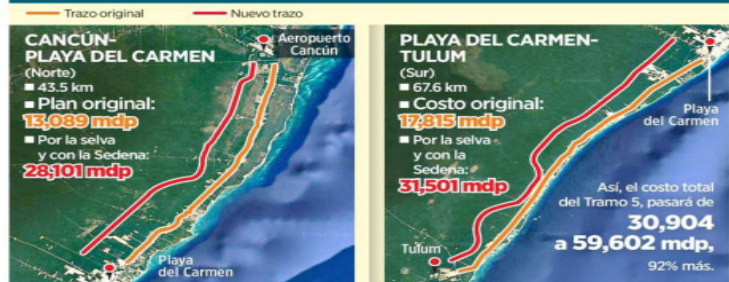 Trazo original
Nuevo trazo
CANCÚN-
PLAYA DEL CARMEN
(Norte)
■ 43.5 km
■ Plan original:
13,089 mdp
■ Por la selva
y con la Sedena:
28,101 mdp
Aeropuerto
Cancún
Playa
del Carmen
PLAYA DEL CARMEN-
TULUM
(Sur)
■ 67.6 km
■ Costo original:
17,815 mdp
■ Por la selva
y con la
Sedena:
31,501 mdp
Playa
del Carmen
Tulum
Así, el costo total
del Tramo 5, pasará de
30,904
a 59,602 mdp,
92% más.